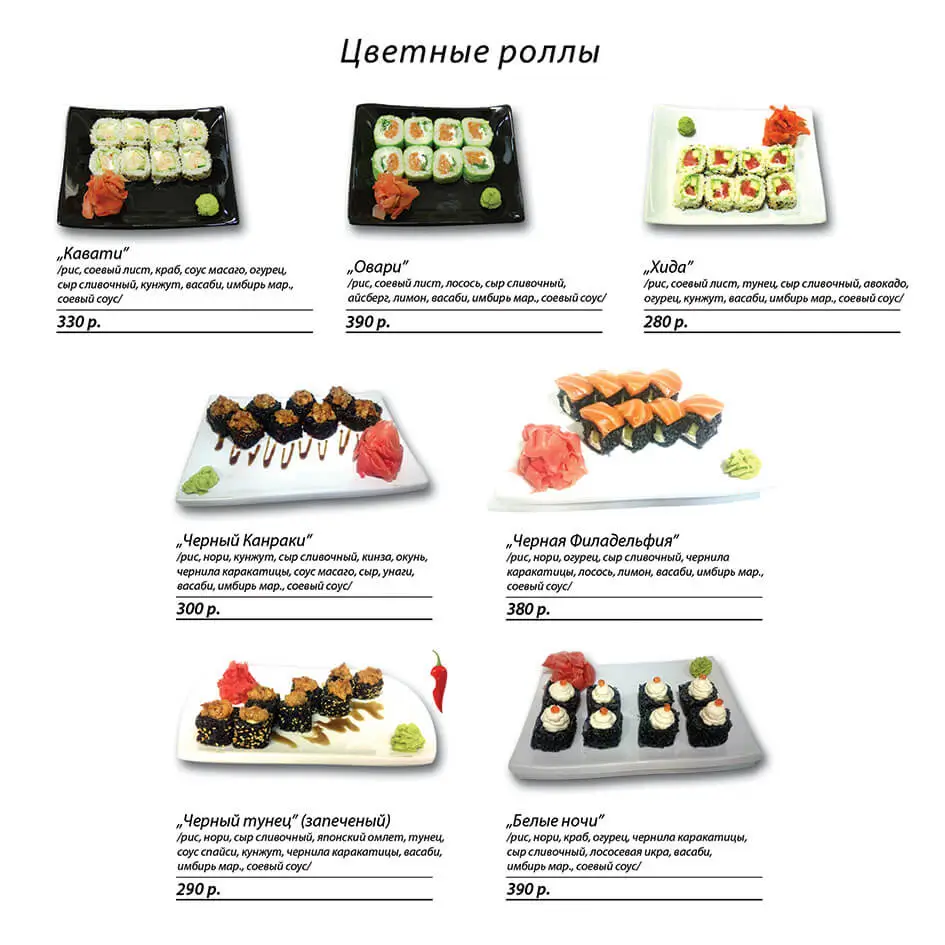 Цветные роллы
„Кавати”
/рис, соевый лист, краб, соус масаго, огурец,
сыр сливочный, кунжут, васаби, имбирь мар.,
соевый соус/
330 р.
„Овари”
/рис, соевый лист, лосось, сыр сливочный,
айсберг, лимон, васаби, имбирь мар., соевый соус/
390 р.
„Хида”
/рис, соевый лист, тунец, сыр сливочный, авокадо,
огурец, кунжут, васаби, имбирь мар., соевый соус/
280 р.
„Черный Канраки”
/рис, нори, кунжут, сыр сливочный, кинза, окунь,
чернила каракатицы, соус масаго, сыр, унаги,
васаби, имбирь мар., соевый соус/
300 р.
„Черная Филадельфия”
/рис, нори, огурец, сыр сливочный, чернила
каракатицы, лосось, лимон, васаби, имбирь мар.,
соевый соус/
380 р.
„Черный тунец” (запеченый)
/рис, нори, сыр сливочный, японский омлет, тунец,
соус спайси, кунжут, чернила каракатицы, васаби,
имбирь мар., соевый соус/
290 р.
„Белые ночи”
/рис, нори, краб, огурец, чернила каракатицы,
сыр сливочный, лососевая икра, васаби,
имбирь мар., соевый соус/
390 р.